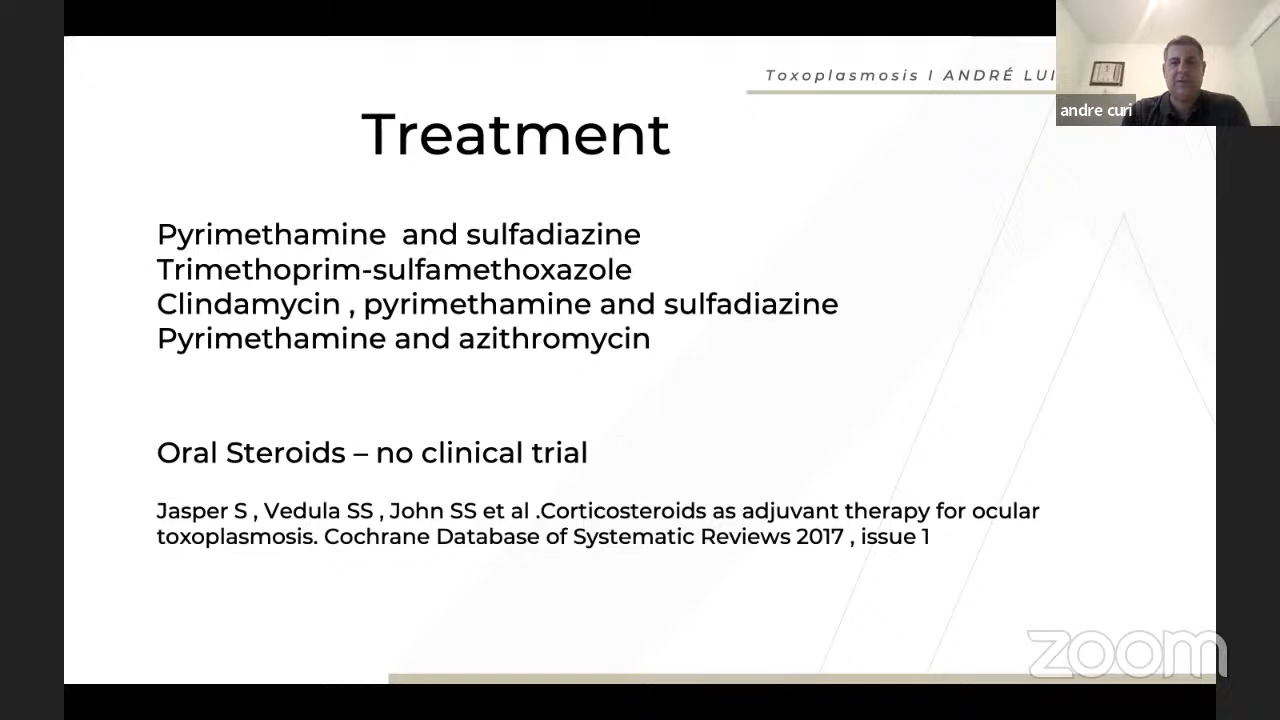 Toxoplasmosis I ANDRÉ LUI
andre curi
Treatment
Pyrimethamine and sulfadiazine
Trimethoprim-sulfamethoxazole
Clindamycin , pyrimethamine and sulfadiazine
Pyrimethamine and azithromycin
Oral Steroids – no clinical trial
Jasper S , Vedula SS , John SS et al .Corticosteroids as adjuvant therapy for ocular
toxoplasmosis. Cochrane Database of Systematic Reviews 2017 , issue 1
zoom